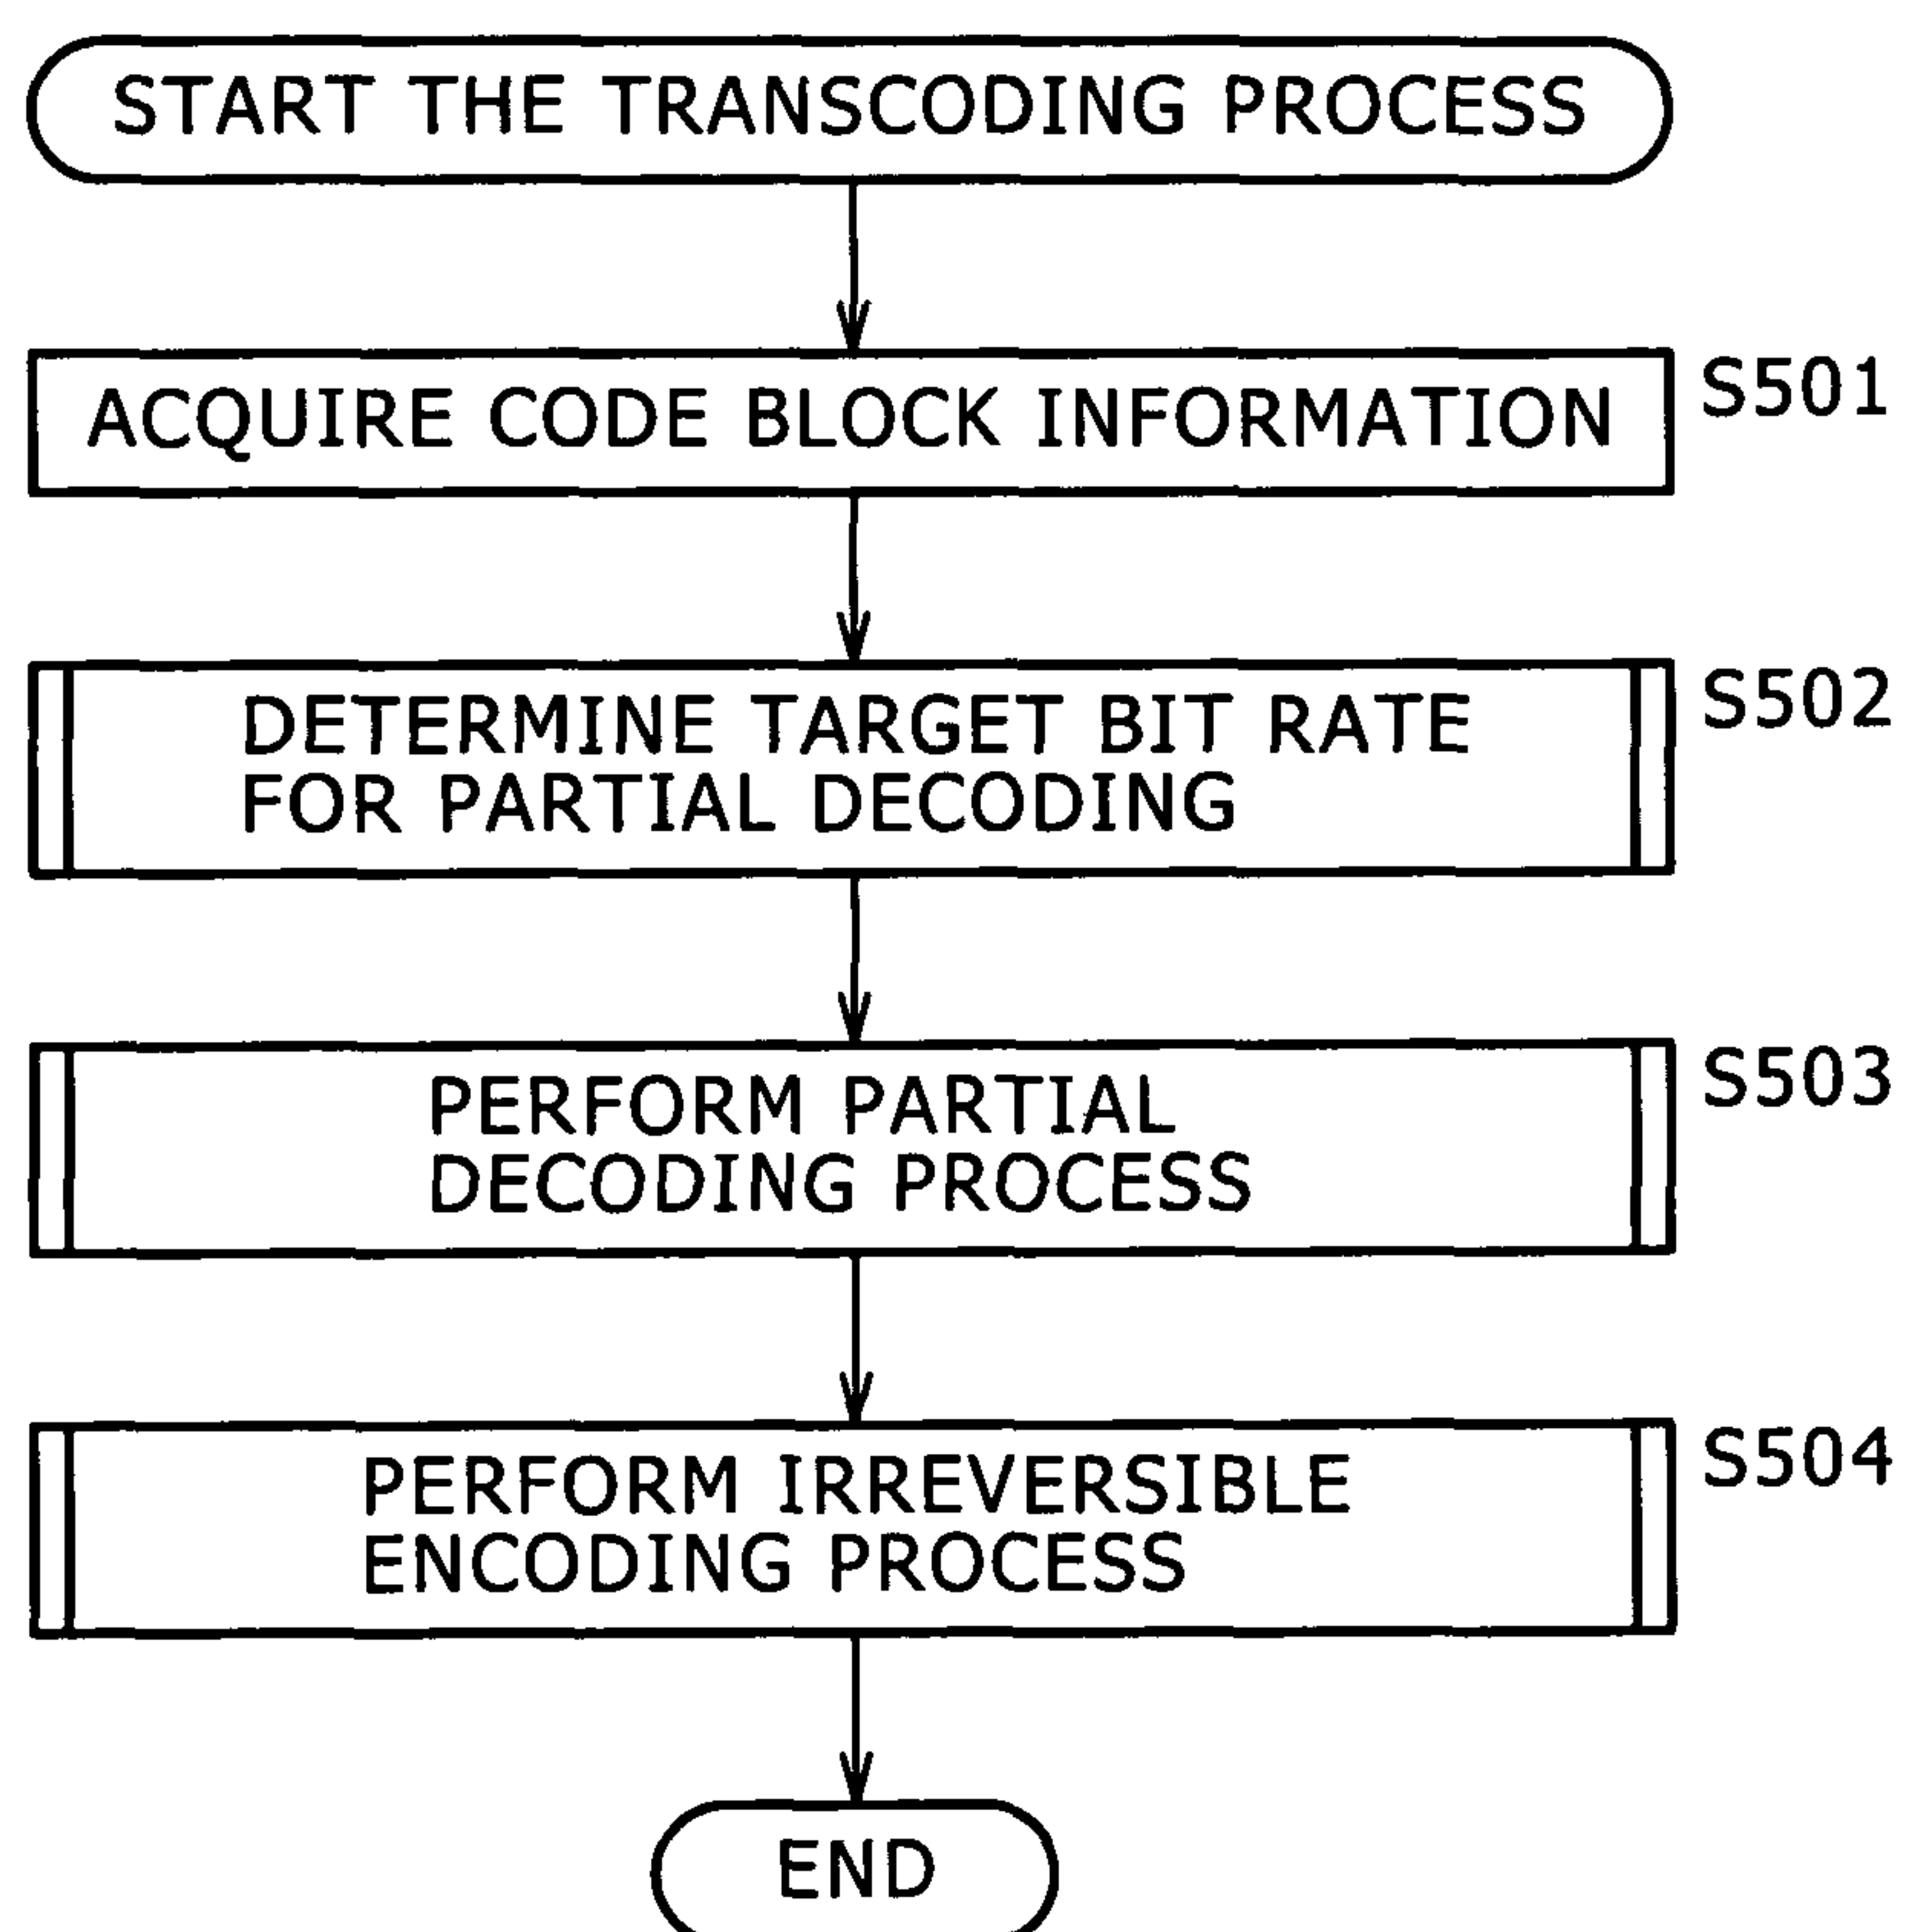 START THE TRANSCODING PROCESS
ACQUIRE CODE BLOCK INFORMATION
S501
DETERMINE TARGET BIT RATE
FOR PARTIAL DECODING
S502
PERFORM PARTIAL
DECODING PROCESS
S503
PERFORM IRREVERSIBLE
ENCODING PROCESS
S504
END